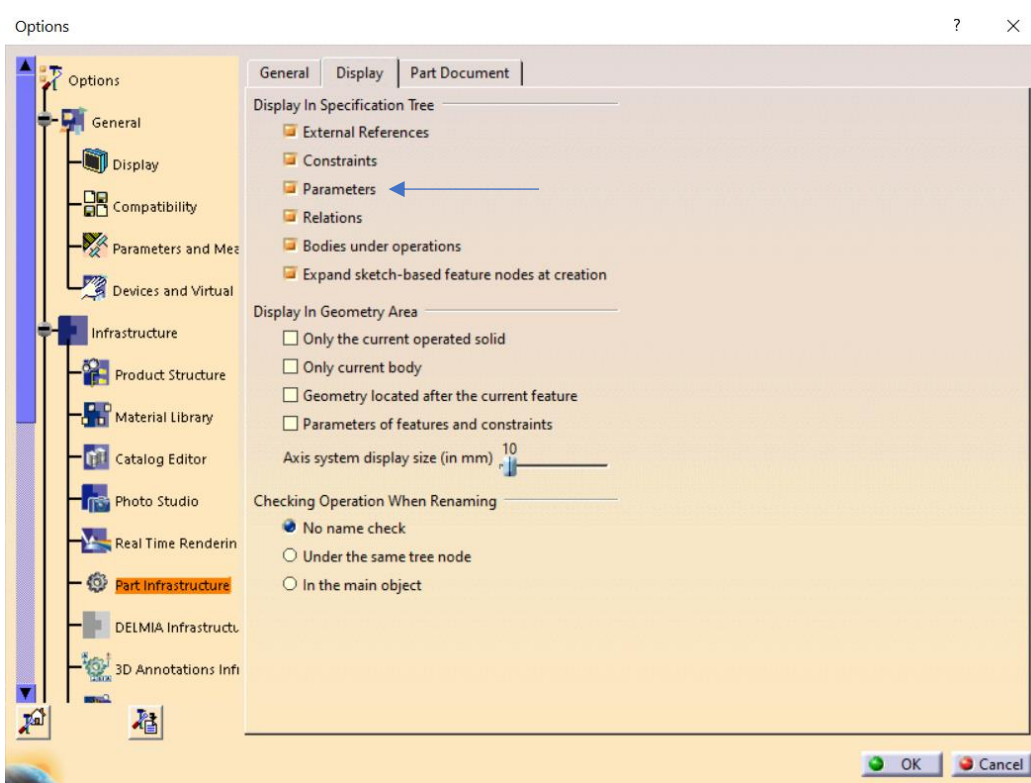 Options
?
Options
General
Display
Compatibility
Parameters and Mea
Devices and Virtual
Infrastructure
Product Structure
Material Library
Catalog Editor
Photo Studio
Real Time Renderin
Part Infrastructure
DELMIA Infrastructu
3D Annotations Infr
General Display Part Document
Display In Specification Tree
External References
Constraints
Parameters
Relations
Bodies under operations
Expand sketch-based feature nodes at creation
Display In Geometry Area
Only the current operated solid
Only current body
Geometry located after the current feature
Parameters of features and constraints
10
Axis system display size (in mm)
Checking Operation When Renaming
No name check
Under the same tree node
In the main object
OK Cancel